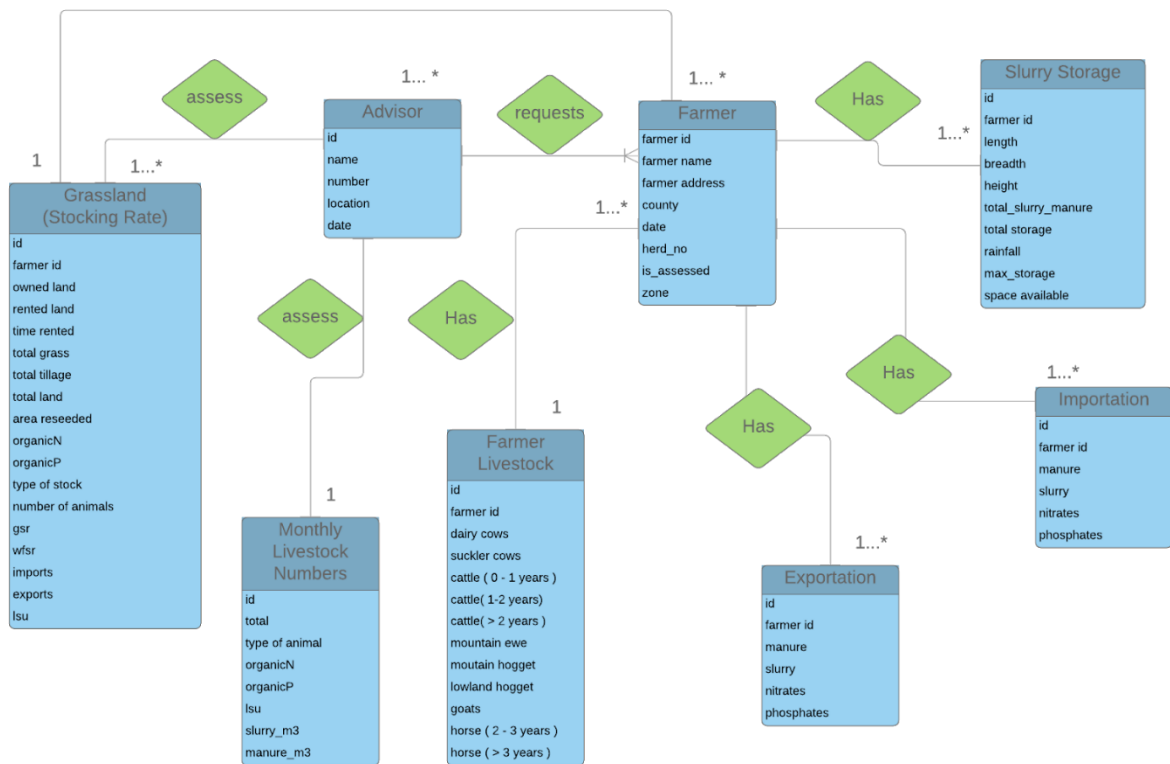 assess
1... *
Advisor
id
name
number
location
date
requests
1... *
Farmer
farmer id
farmer name
farmer address
county
date
herd_no
is_assessed
zone
Has
1...*
Slurry Storage
id
farmer id
length
breadth
height
total_slurry_manure
total storage
rainfall
max_storage
space available
1
1...*
Grassland
(Stocking Rate)
id
farmer id
owned land
rented land
time rented
total grass
total tillage
total land
area reseeded
organicN
organicP
type of stock
number of animals
gsr
wfsr
imports
exports
lsu
assess
1
Monthly
Livestock
Numbers
id
total
type of animal
organicN
organicP
lsu
slurry_m3
manure_m3
1...*
Has
1
Farmer
Livestock
id
farmer id
dairy cows
suckler cows
cattle ( 0 - 1 years )
cattle( 1-2 years)
cattle( > 2 years )
mountain ewe
moutain hogget
lowland hogget
goats
horse ( 2 - 3 years )
horse ( > 3 years )
Has
1...*
Exportation
id
farmer id
manure
slurry
nitrates
phosphates
Has
1...*
Importation
id
farmer id
manure
slurry
nitrates
phosphates